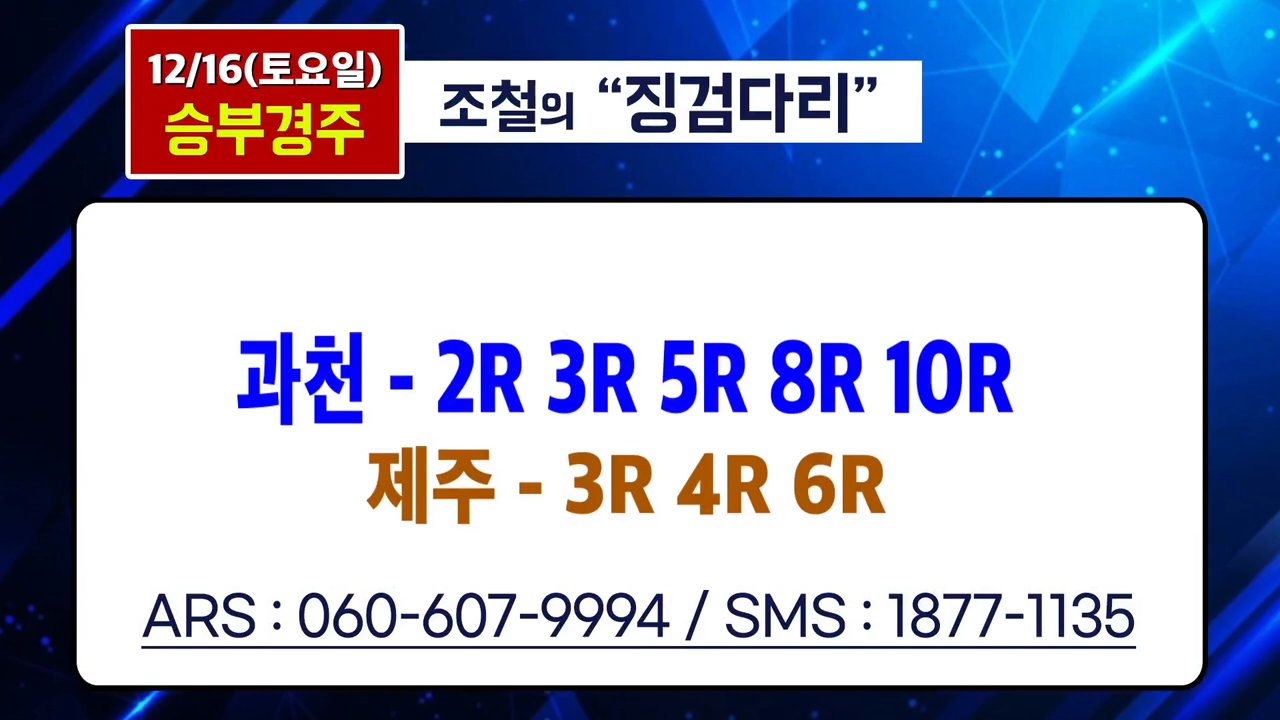 12/16(토요일)
승부경주
조철의 “징검다리”
과천 - 2R 3R 5R 8R 10R
제주 - 3R 4R 6R
ARS : 060-607-9994 / SMS : 1877-1135